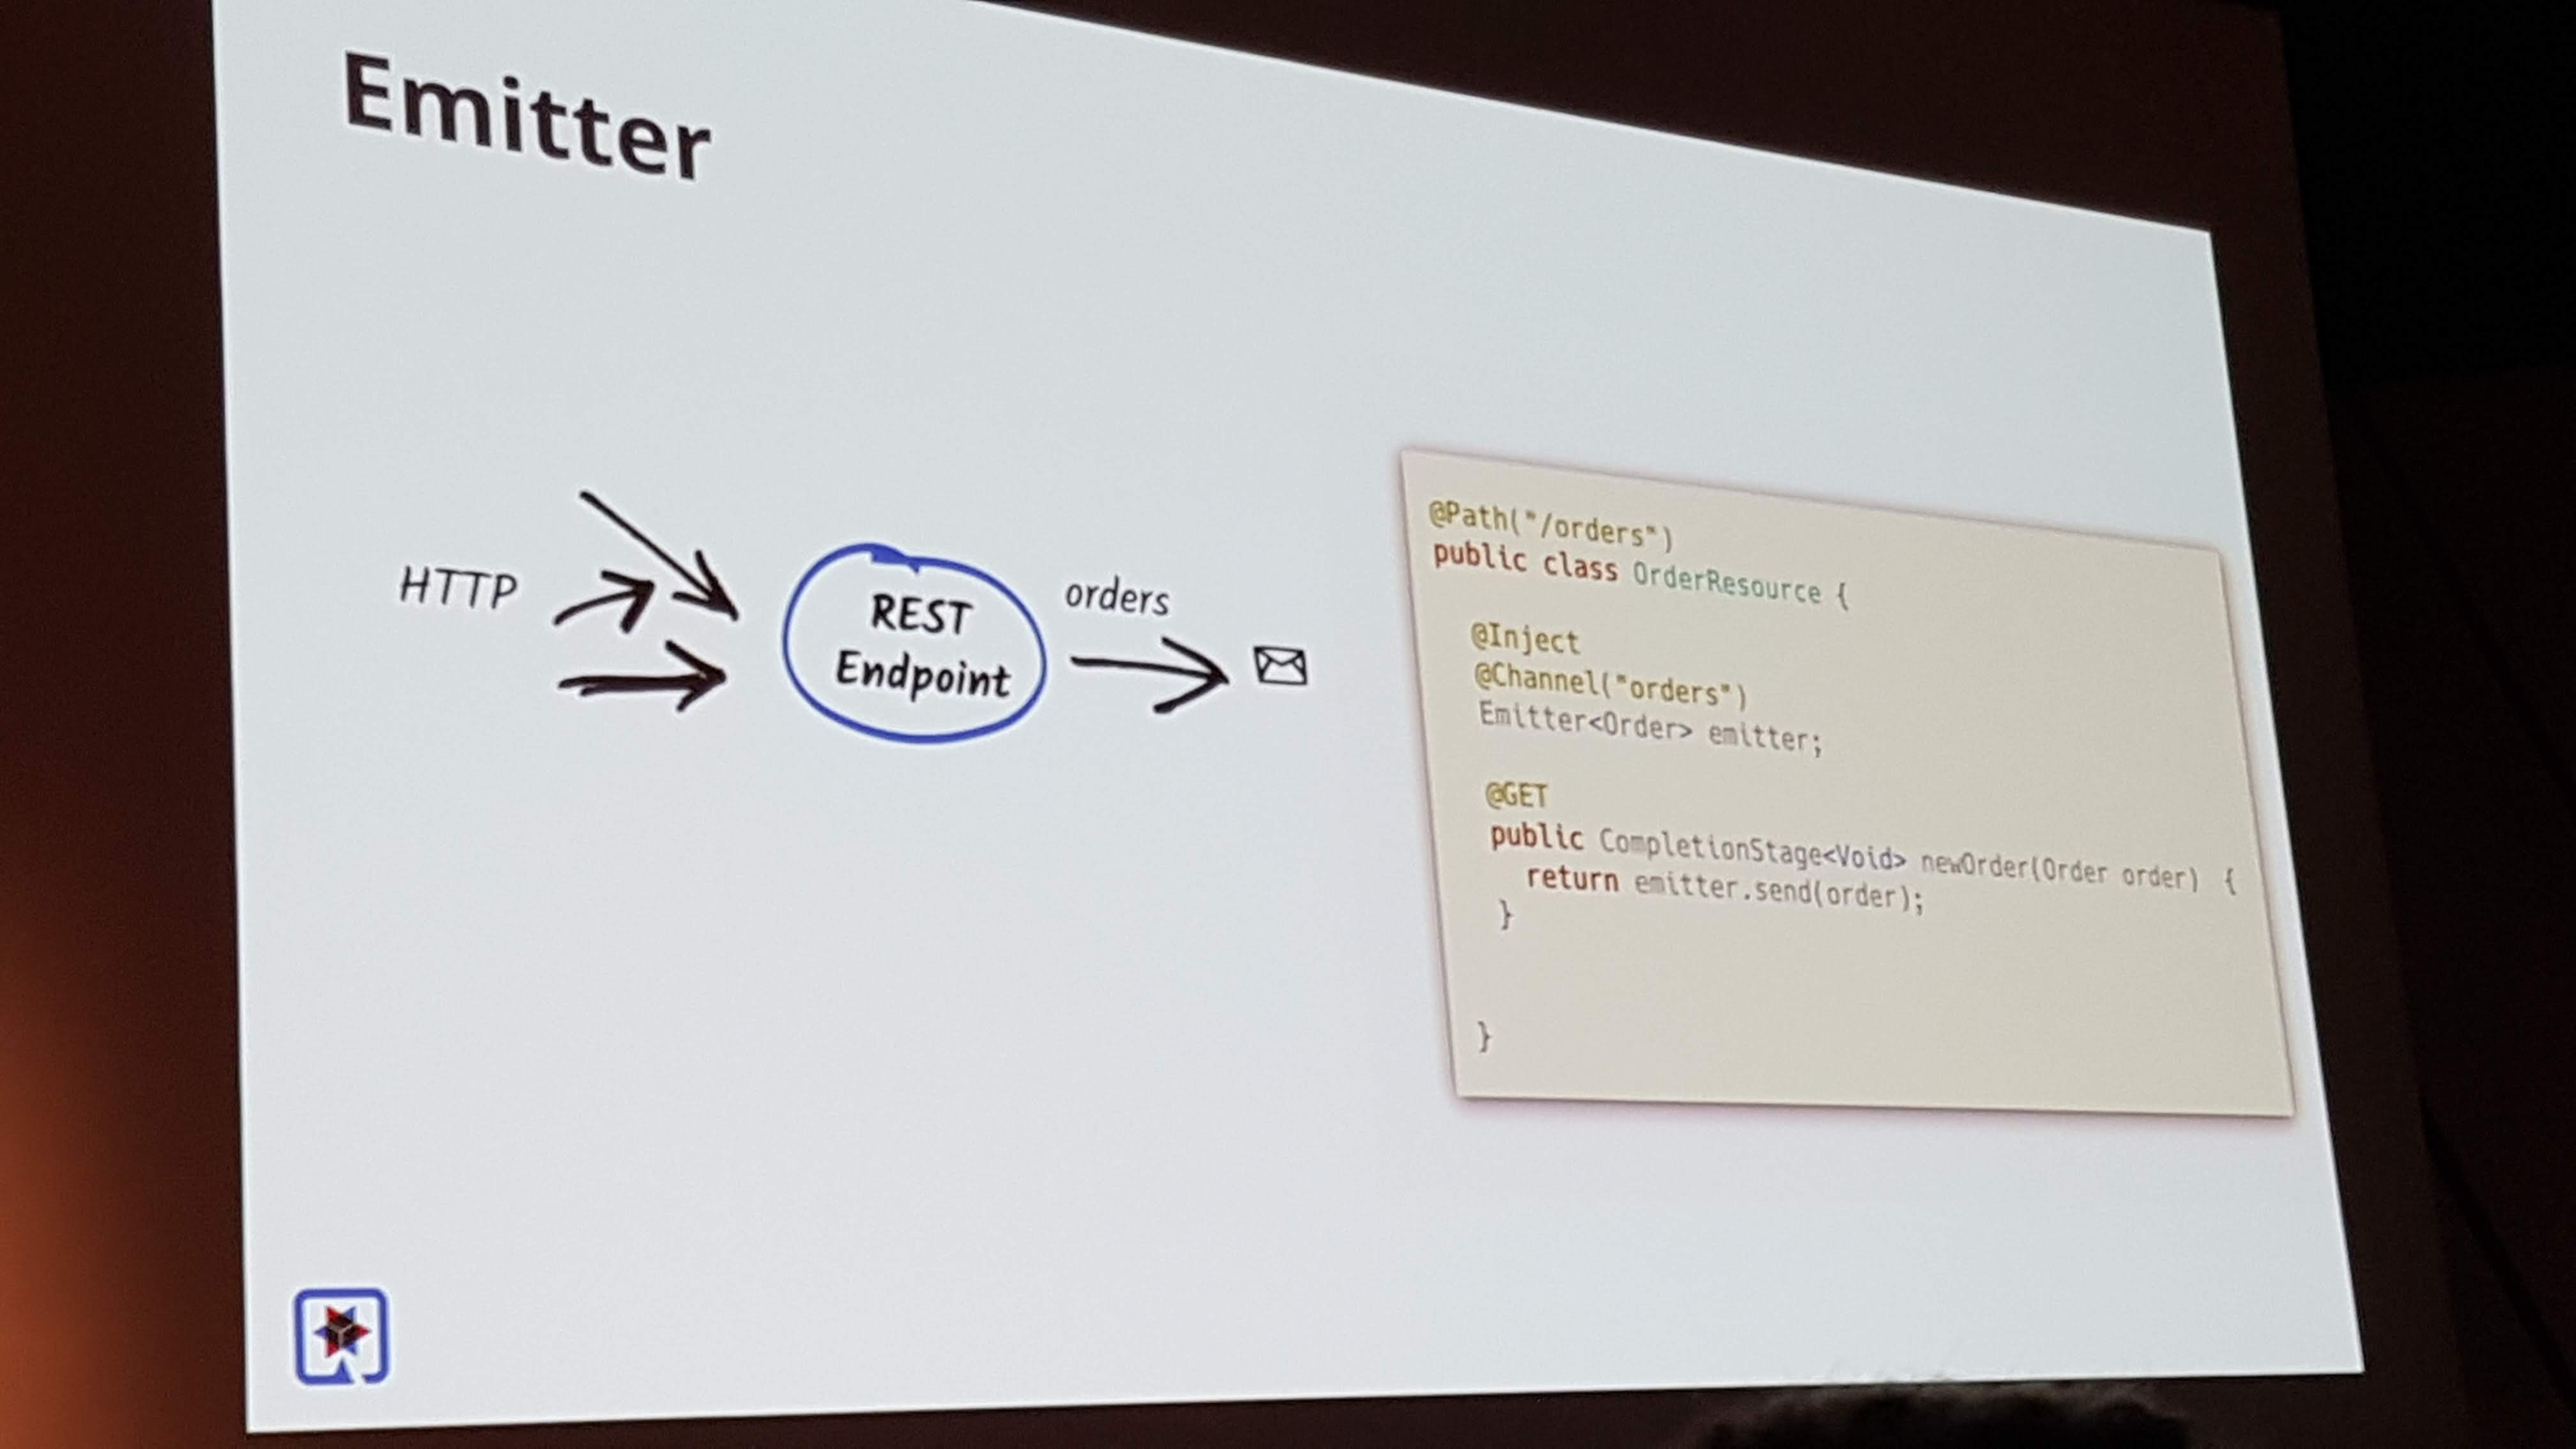 Emitter
HTTP
REST
Endpoint
orders
@Path("/orders")
public class OrderResource {
@Inject
@Channel("orders")
Emitter<Order> emitter;
@GET
public CompletionStage<Void> newOrder(Order order) {
return emitter.send(order);
}
}